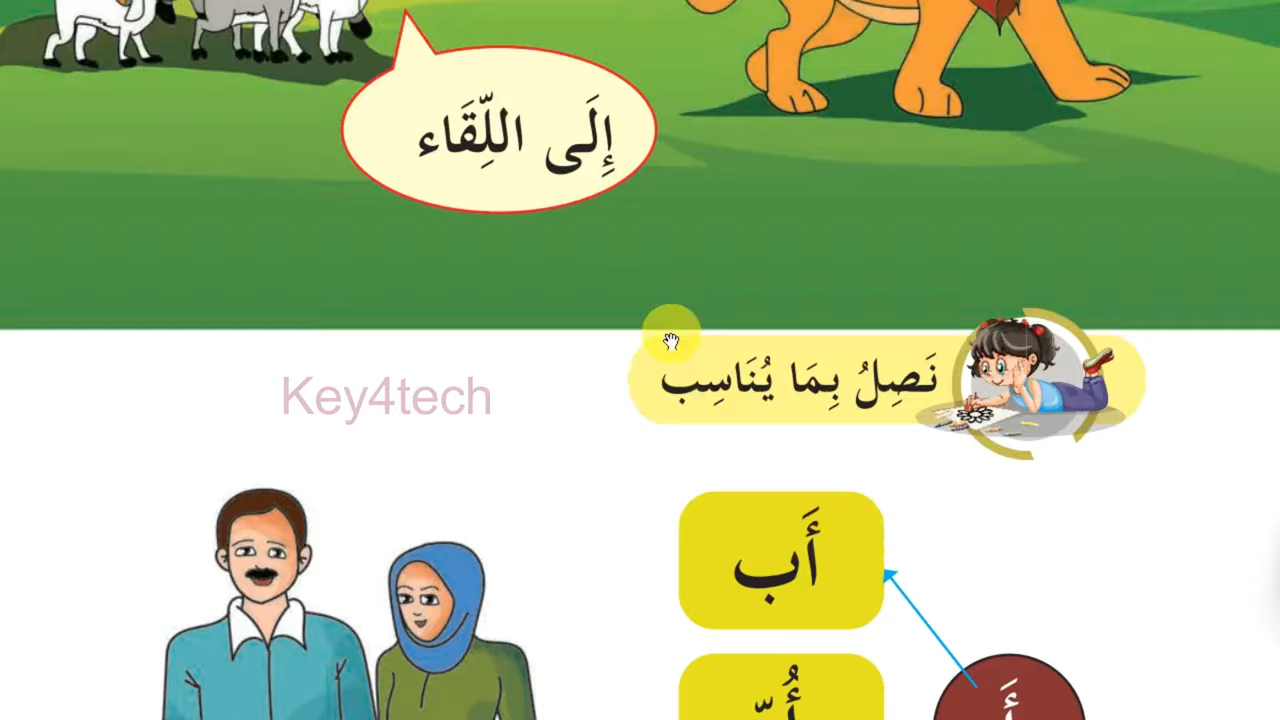 إِلَى اللِّقَاء
نَصِلُ بِمَا يُنَاسِب
Key4tech
أَب
أُمّ
أَ